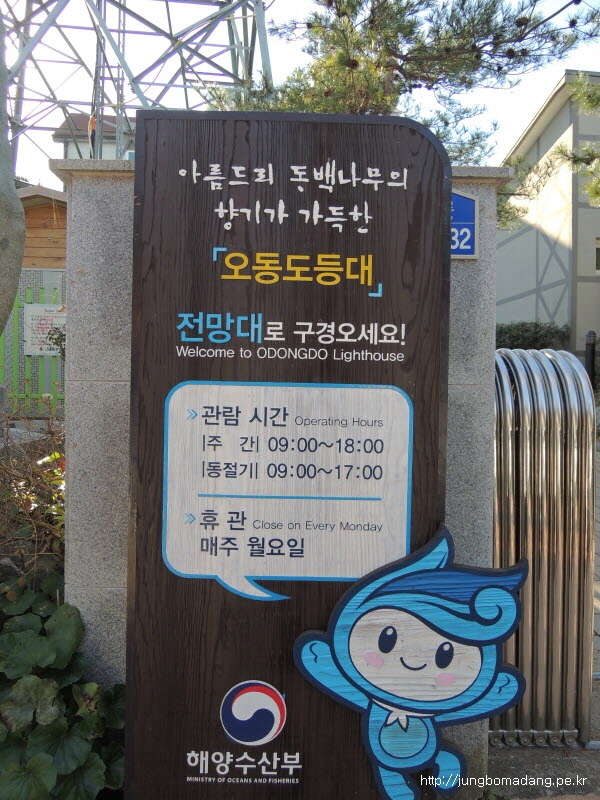 아름드리 동백나무의
향기가 가득한
「오동도등대」
전망대로 구경오세요!
Welcome to ODONGDO Lighthouse
32
» 관람 시간 Operating Hours
|주 간| 09:00~18:00
|동절기| 09:00~17:00
» 휴 관 Close on Every Monday
매주 월요일
해양수산부
MINISTRY OF OCEANS AND FISHERIES
http://jungbomadang.pe.kr